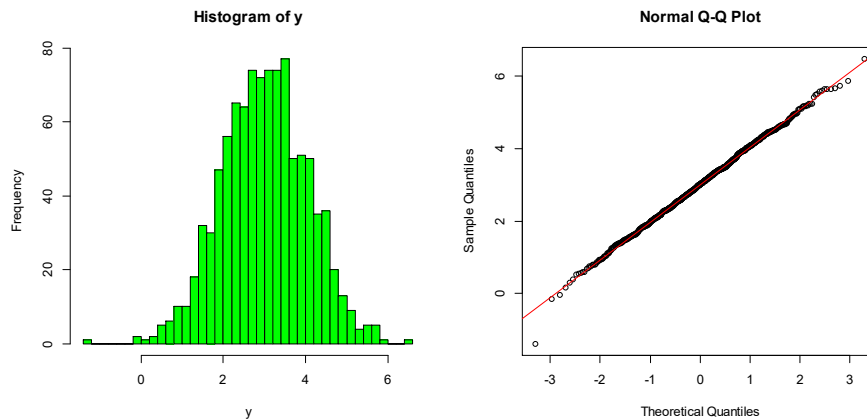 Histogram of y
Frequency
80
60
40
20
0
0 2 4 6
y
Normal Q-Q Plot
Sample Quantiles
6
4
2
0
-3 -2 -1 0 1 2 3
Theoretical Quantiles